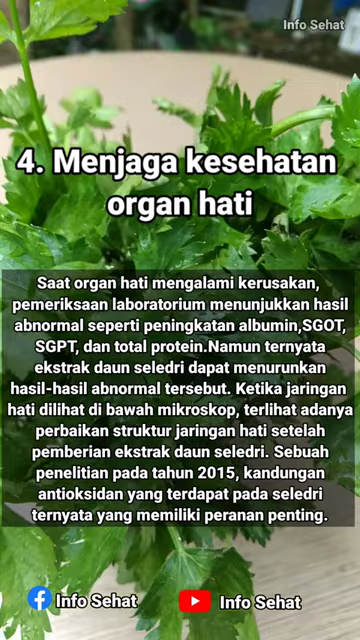 Info Sehat
4. Menjaga kesehatan
organ hati
Saat organ hati mengalami kerusakan,
pemeriksaan laboratorium menunjukkan hasil
abnormal seperti peningkatan albumin,SGOT,
SGPT, dan total protein.Namun ternyata
ekstrak daun seledri dapat menurunkan
hasil-hasil abnormal tersebut. Ketika jaringan
hati dilihat di bawah mikroskop, terlihat adanya
perbaikan struktur jaringan hati setelah
pemberian ekstrak daun seledri. Sebuah
penelitian pada tahun 2015, kandungan
antioksidan yang terdapat pada seledri
ternyata yang memiliki peranan penting.
Info Sehat Info Sehat